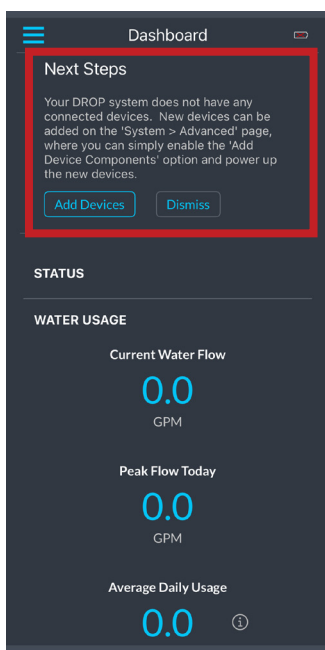 Dashboard
Next Steps
Your DROP system does not have any
connected devices.  New devices can be
added on the 'System > Advanced' page,
where you can simply enable the 'Add
Device Components' option and power up
the new devices.
Add Devices
Dismiss
STATUS
WATER USAGE
Current Water Flow
0.0
GPM
Peak Flow Today
0.0
GPM
Average Daily Usage
0.0